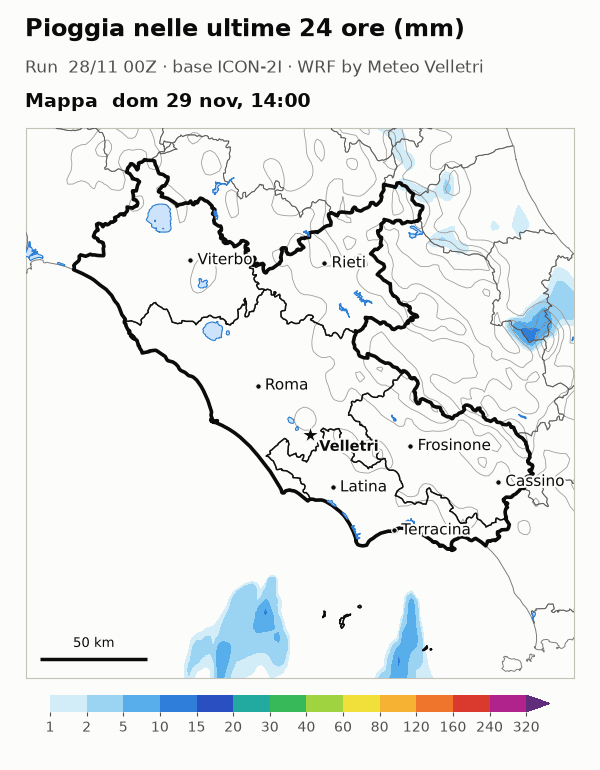 Pioggia nelle ultime 24 ore (mm)
Run 28/11 00Z · base ICON-2I · WRF by Meteo Velletri
Mappa dom 29 nov, 14:00
Viterbo
Rieti
Roma
Velletri
Frosinone
Latina
Cassino
Terracina
50 km
1 2 5 10 15 20 30 40 60 80 120 160 240 320